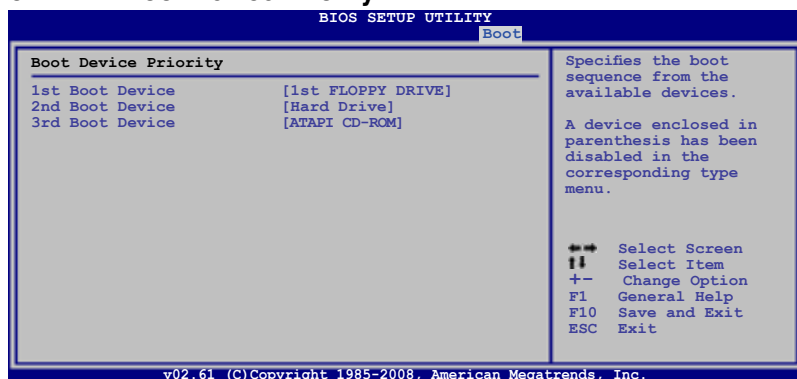 BIOS SETUP UTILITY
Boot
Boot Device Priority
1st Boot Device [1st FLOPPY DRIVE]
2nd Boot Device [Hard Drive]
3rd Boot Device [ATAPI CD-ROM]
Specifies the boot
sequence from the
available devices.
A device enclosed in
parenthesis has been
disabled in the
corresponding type
menu.
←→ Select Screen
↑↓ Select Item
+- Change Option
F1 General Help
F10 Save and Exit
ESC Exit
v02.61 (C)Copyright 1985-2008, American Megatrends, Inc.